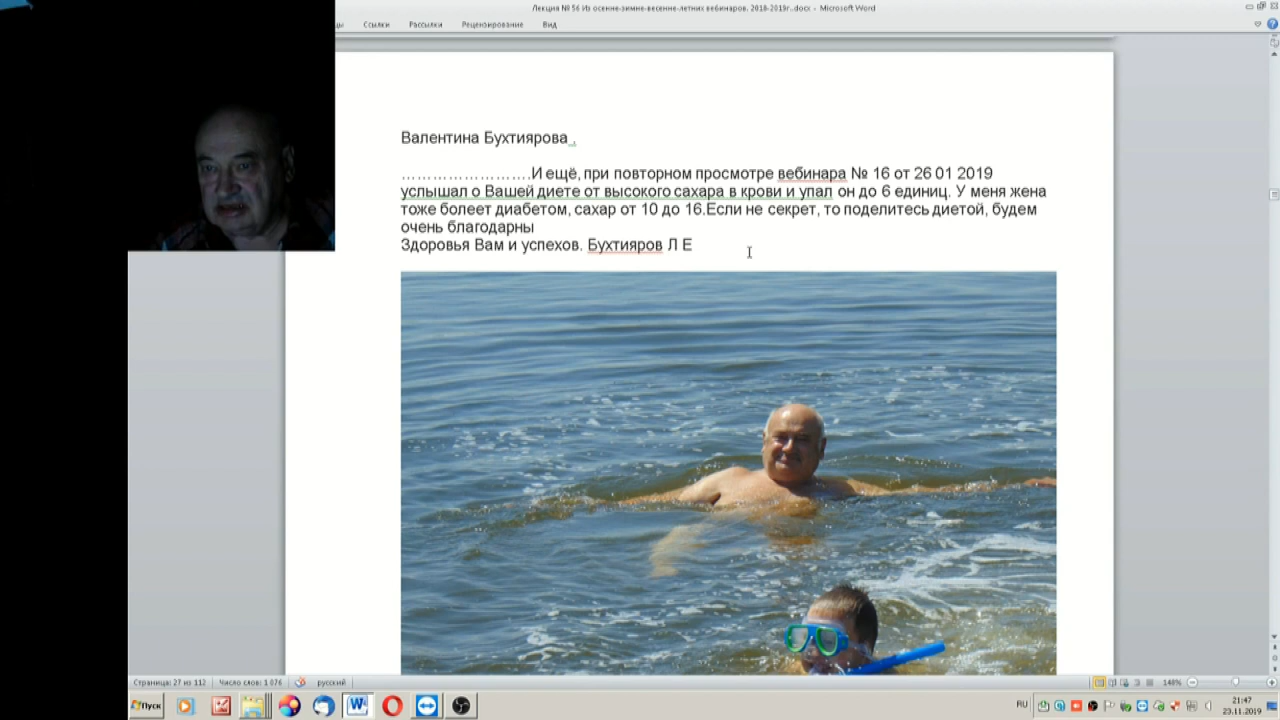 Лекция № 56 Из осенне-зимне-весенне-летних вебинаров. 2018-2019г..docx - Microsoft Word
Ссылки Рассылки Рецензирование Вид
Валентина Бухтиярова .
…………………….И ещё, при повторном просмотре вебинара № 16 от 26 01 2019
услышал о Вашей диете от высокого сахара в крови и упал он до 6 единиц. У меня жена
тоже болеет диабетом, сахар от 10 до 16.Если не секрет, то поделитесь диетой, будем
очень благодарны
Здоровья Вам и успехов. Бухтияров Л Е
Страница: 27 из 112 Число слов: 1 076 русский 148%
Пуск RU 21:47
23.11.2019